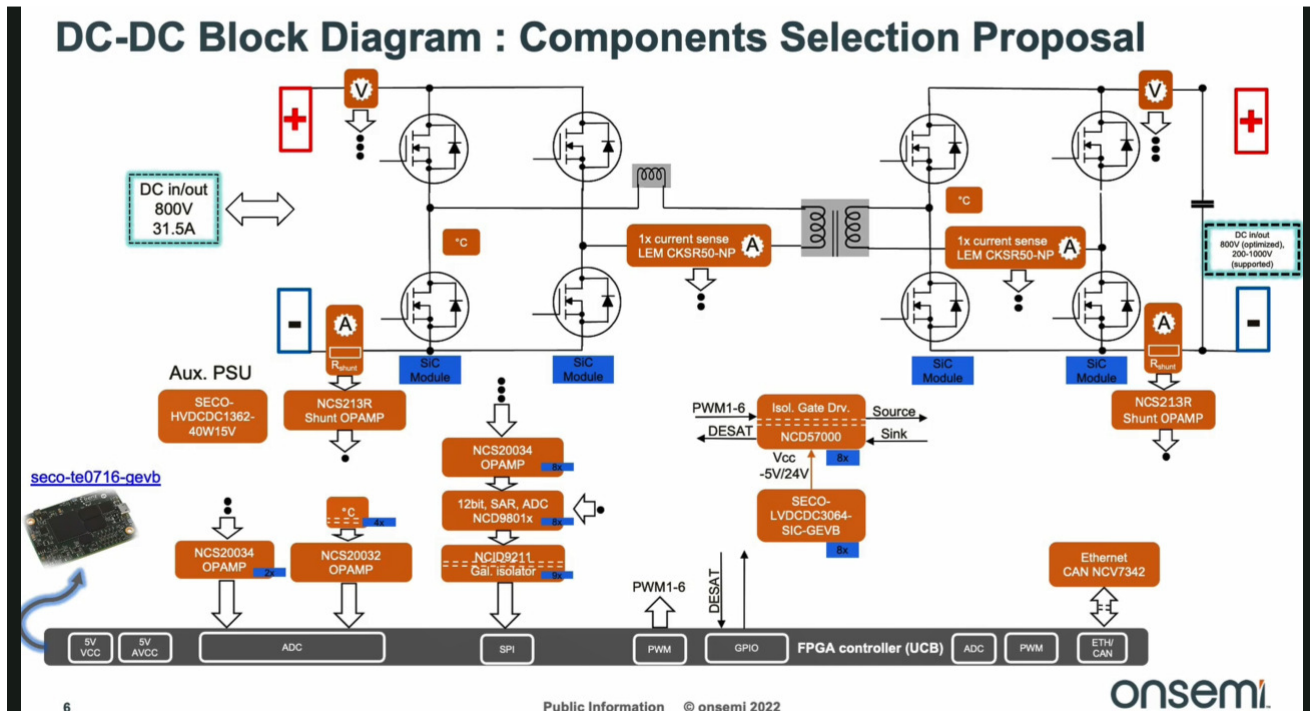 DC-DC Block Diagram : Components Selection Proposal
V
V
+
+
DC in/out
800V
31.5A
°C
°C
1x current sense
LEM CKSR50-NP
A
1x current sense
LEM CKSR50-NP
A
DC in/out
800V (optimized),
200-1000V
(supported)
-
-
A
Rshunt
A
Rshunt
SiC
Module
SiC
Module
SiC
Module
SiC
Module
Aux. PSU
SECO-
HVDCDC1362-
40W15V
NCS213R
Shunt OPAMP
PWM1-6
DESAT
Isol. Gate Drv.
NCD57000
8x
Source
Sink
NCS213R
Shunt OPAMP
NCS20034
OPAMP
8x
Vcc
-5V/24V
seco-te0716-gevb
12bit, SAR, ADC
NCD9801x
8x
SECO-
LVDCDC3064-
SIC-GEVB
8x
°C
4x
NCS20034
OPAMP
2x
NCS20032
OPAMP
NCID9211
Gal. isolator
9x
Ethernet
CAN NCV7342
PWM1-6
DESAT
5V
VCC
5V
AVCC
ADC
SPI
PWM
GPIO
FPGA controller (UCB)
ADC
PWM
ETH/
CAN
6
Public Information © onsemi 2022
onsemi